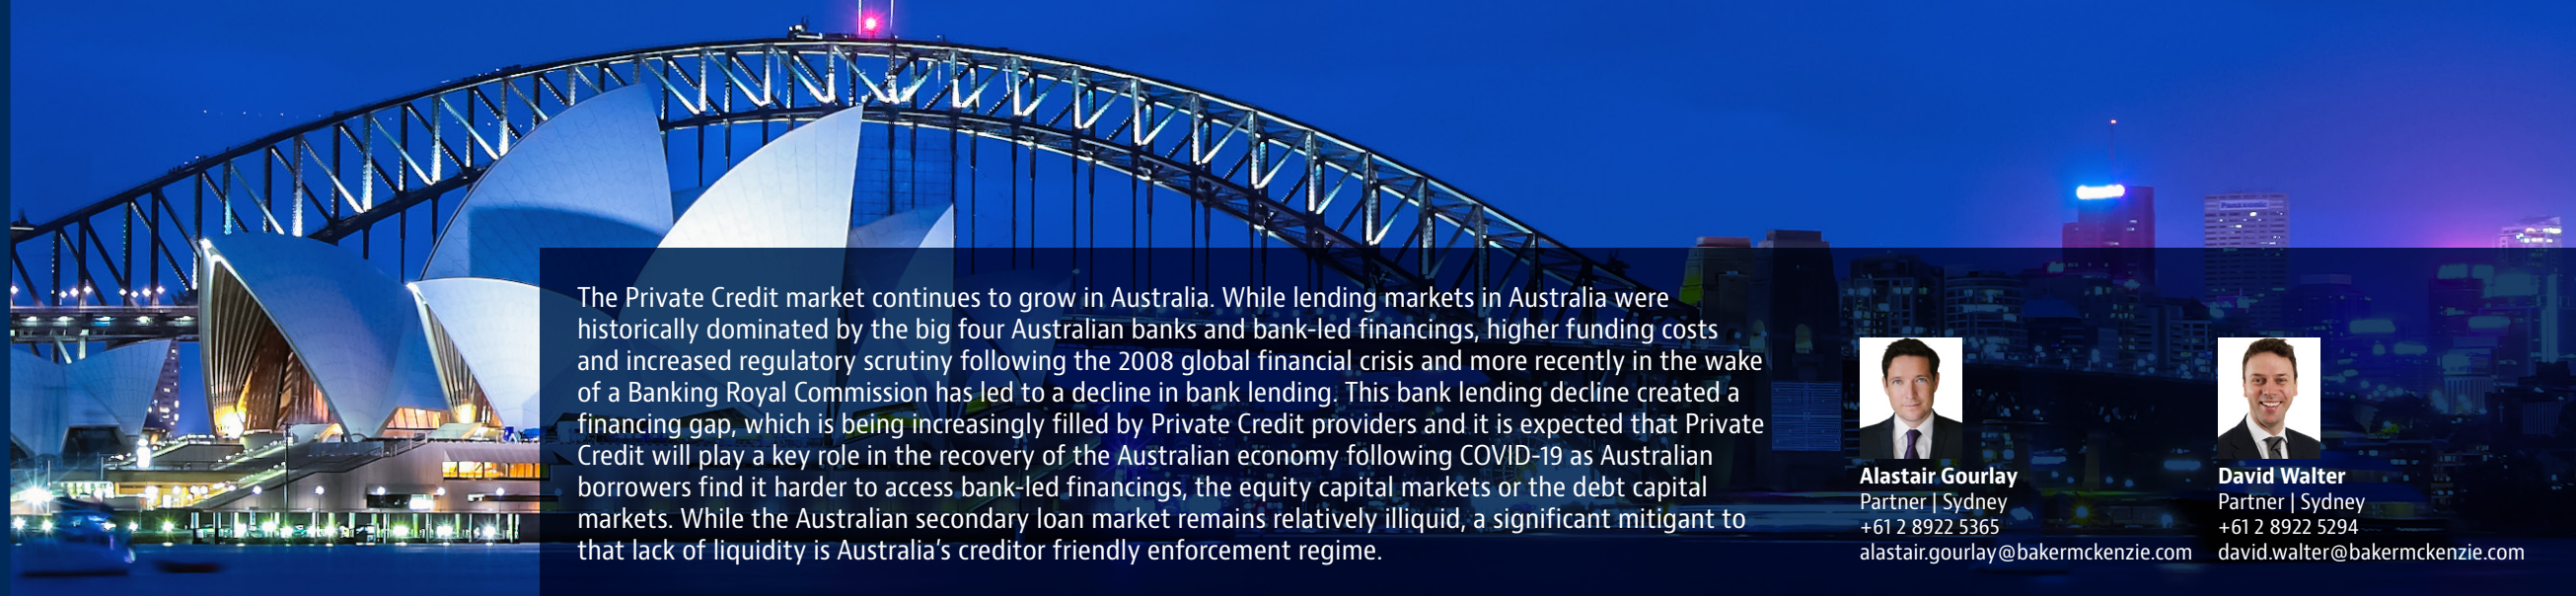 Panasonic
The Private Credit market continues to grow in Australia. While lending markets in Australia were
historically dominated by the big four Australian banks and bank-led financings, higher funding costs
and increased regulatory scrutiny following the 2008 global financial crisis and more recently in the wake
of a Banking Royal Commission has led to a decline in bank lending. This bank lending decline created a
financing gap, which is being increasingly filled by Private Credit providers and it is expected that Private
Credit will play a key role in the recovery of the Australian economy following COVID-19 as Australian
borrowers find it harder to access bank-led financings, the equity capital markets or the debt capital
markets. While the Australian secondary loan market remains relatively illiquid, a significant mitigant to
that lack of liquidity is Australia’s creditor friendly enforcement regime.
Alastair Gourlay
Partner | Sydney
+61 2 8922 5365
alastair.gourlay@bakermckenzie.com
David Walter
Partner | Sydney
+61 2 8922 5294
david.walter@bakermckenzie.com